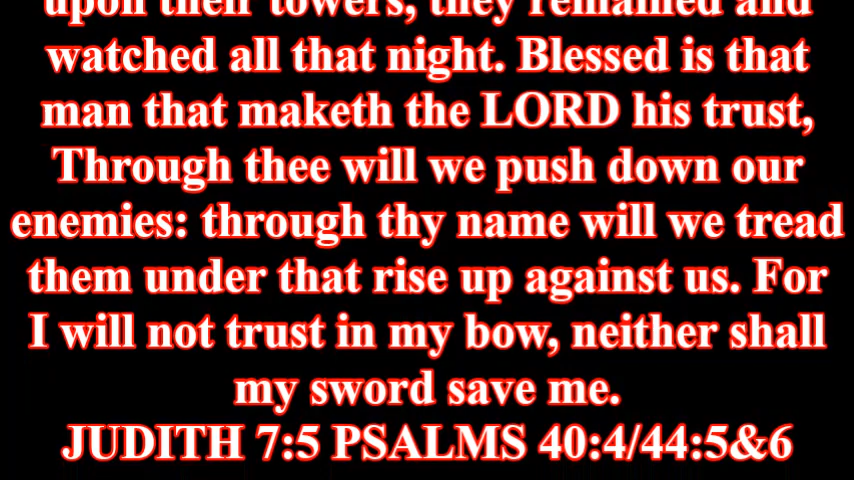 upon their towers, they remained and
watched all that night. Blessed is that
man that maketh the LORD his trust,
Through thee will we push down our
enemies: through thy name will we tread
them under that rise up against us. For
I will not trust in my bow, neither shall
my sword save me.
JUDITH 7:5 PSALMS 40:4/44:5&6